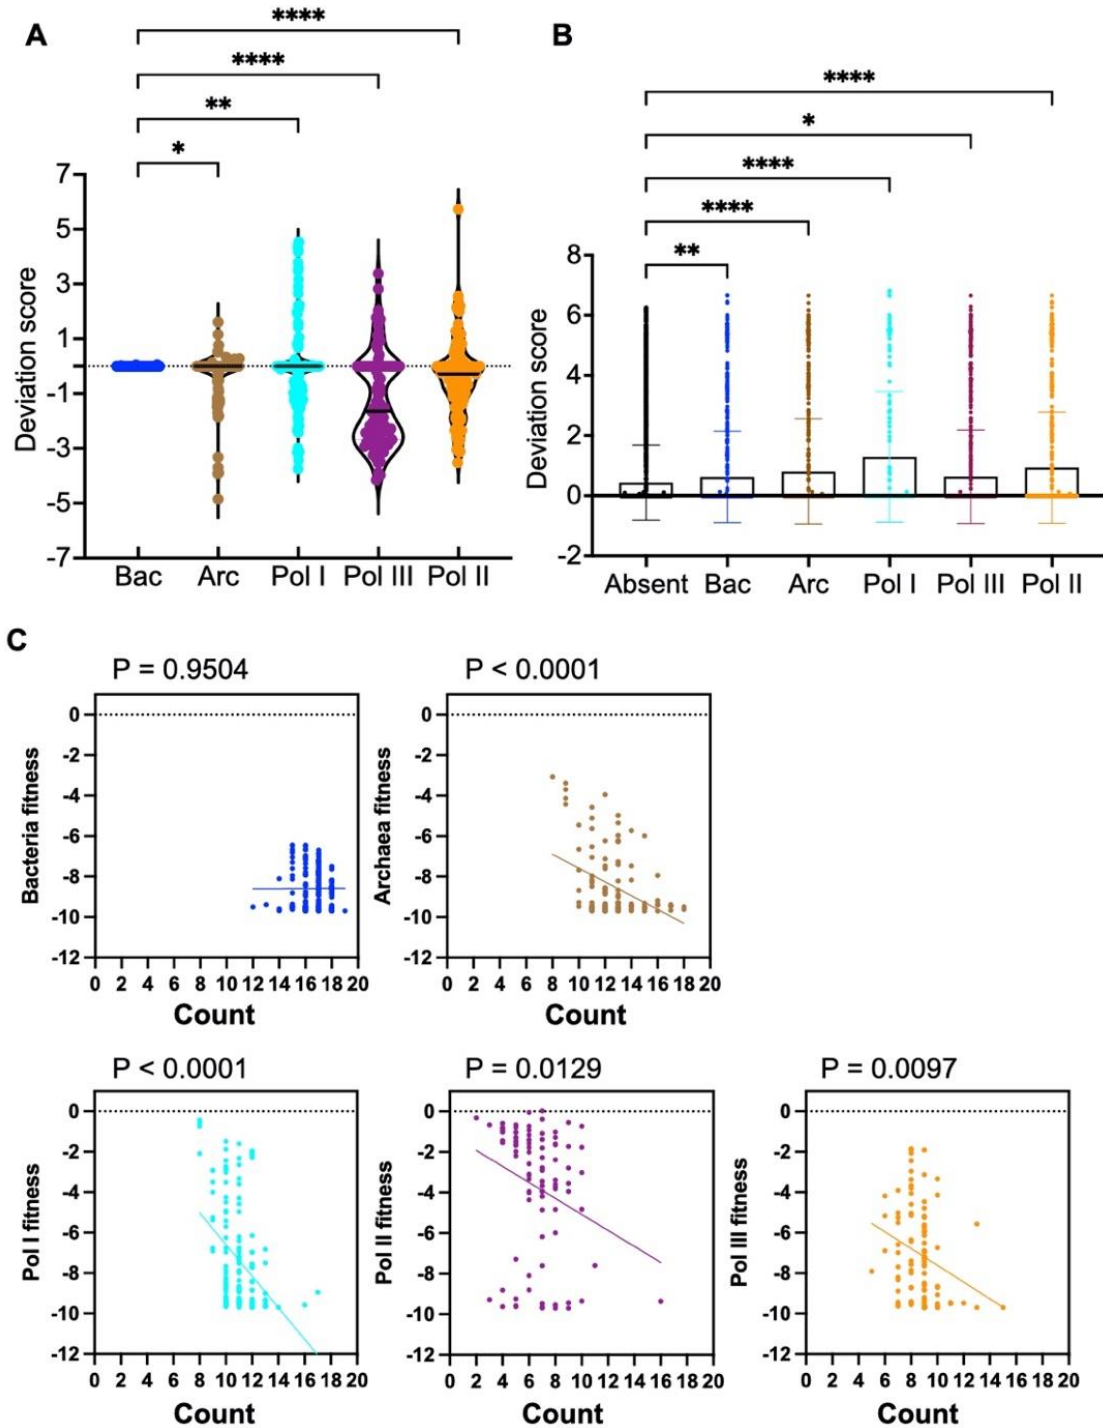 A
****
****
**
*
Deviation score
7
5
3
1
-1
-3
-5
-7
Bac Arc Pol I Pol III Pol II
B
****
*
****
****
**
Deviation score
8
6
4
2
0
-2
Absent Bac Arc Pol I Pol III Pol II
C
P = 0.9504
Bacteria fitness
0
-2
-4
-6
-8
-10
-12
0 2 4 6 8 10 12 14 16 18 20
Count
P < 0.0001
Archaea fitness
0
-2
-4
-6
-8
-10
-12
0 2 4 6 8 10 12 14 16 18 20
Count
P < 0.0001
Pol I fitness
0
-2
-4
-6
-8
-10
-12
0 2 4 6 8 10 12 14 16 18 20
Count
P = 0.0129
Pol II fitness
0
-2
-4
-6
-8
-10
-12
0 2 4 6 8 10 12 14 16 18 20
Count
P = 0.0097
Pol III fitness
0
-2
-4
-6
-8
-10
-12
0 2 4 6 8 10 12 14 16 18 20
Count